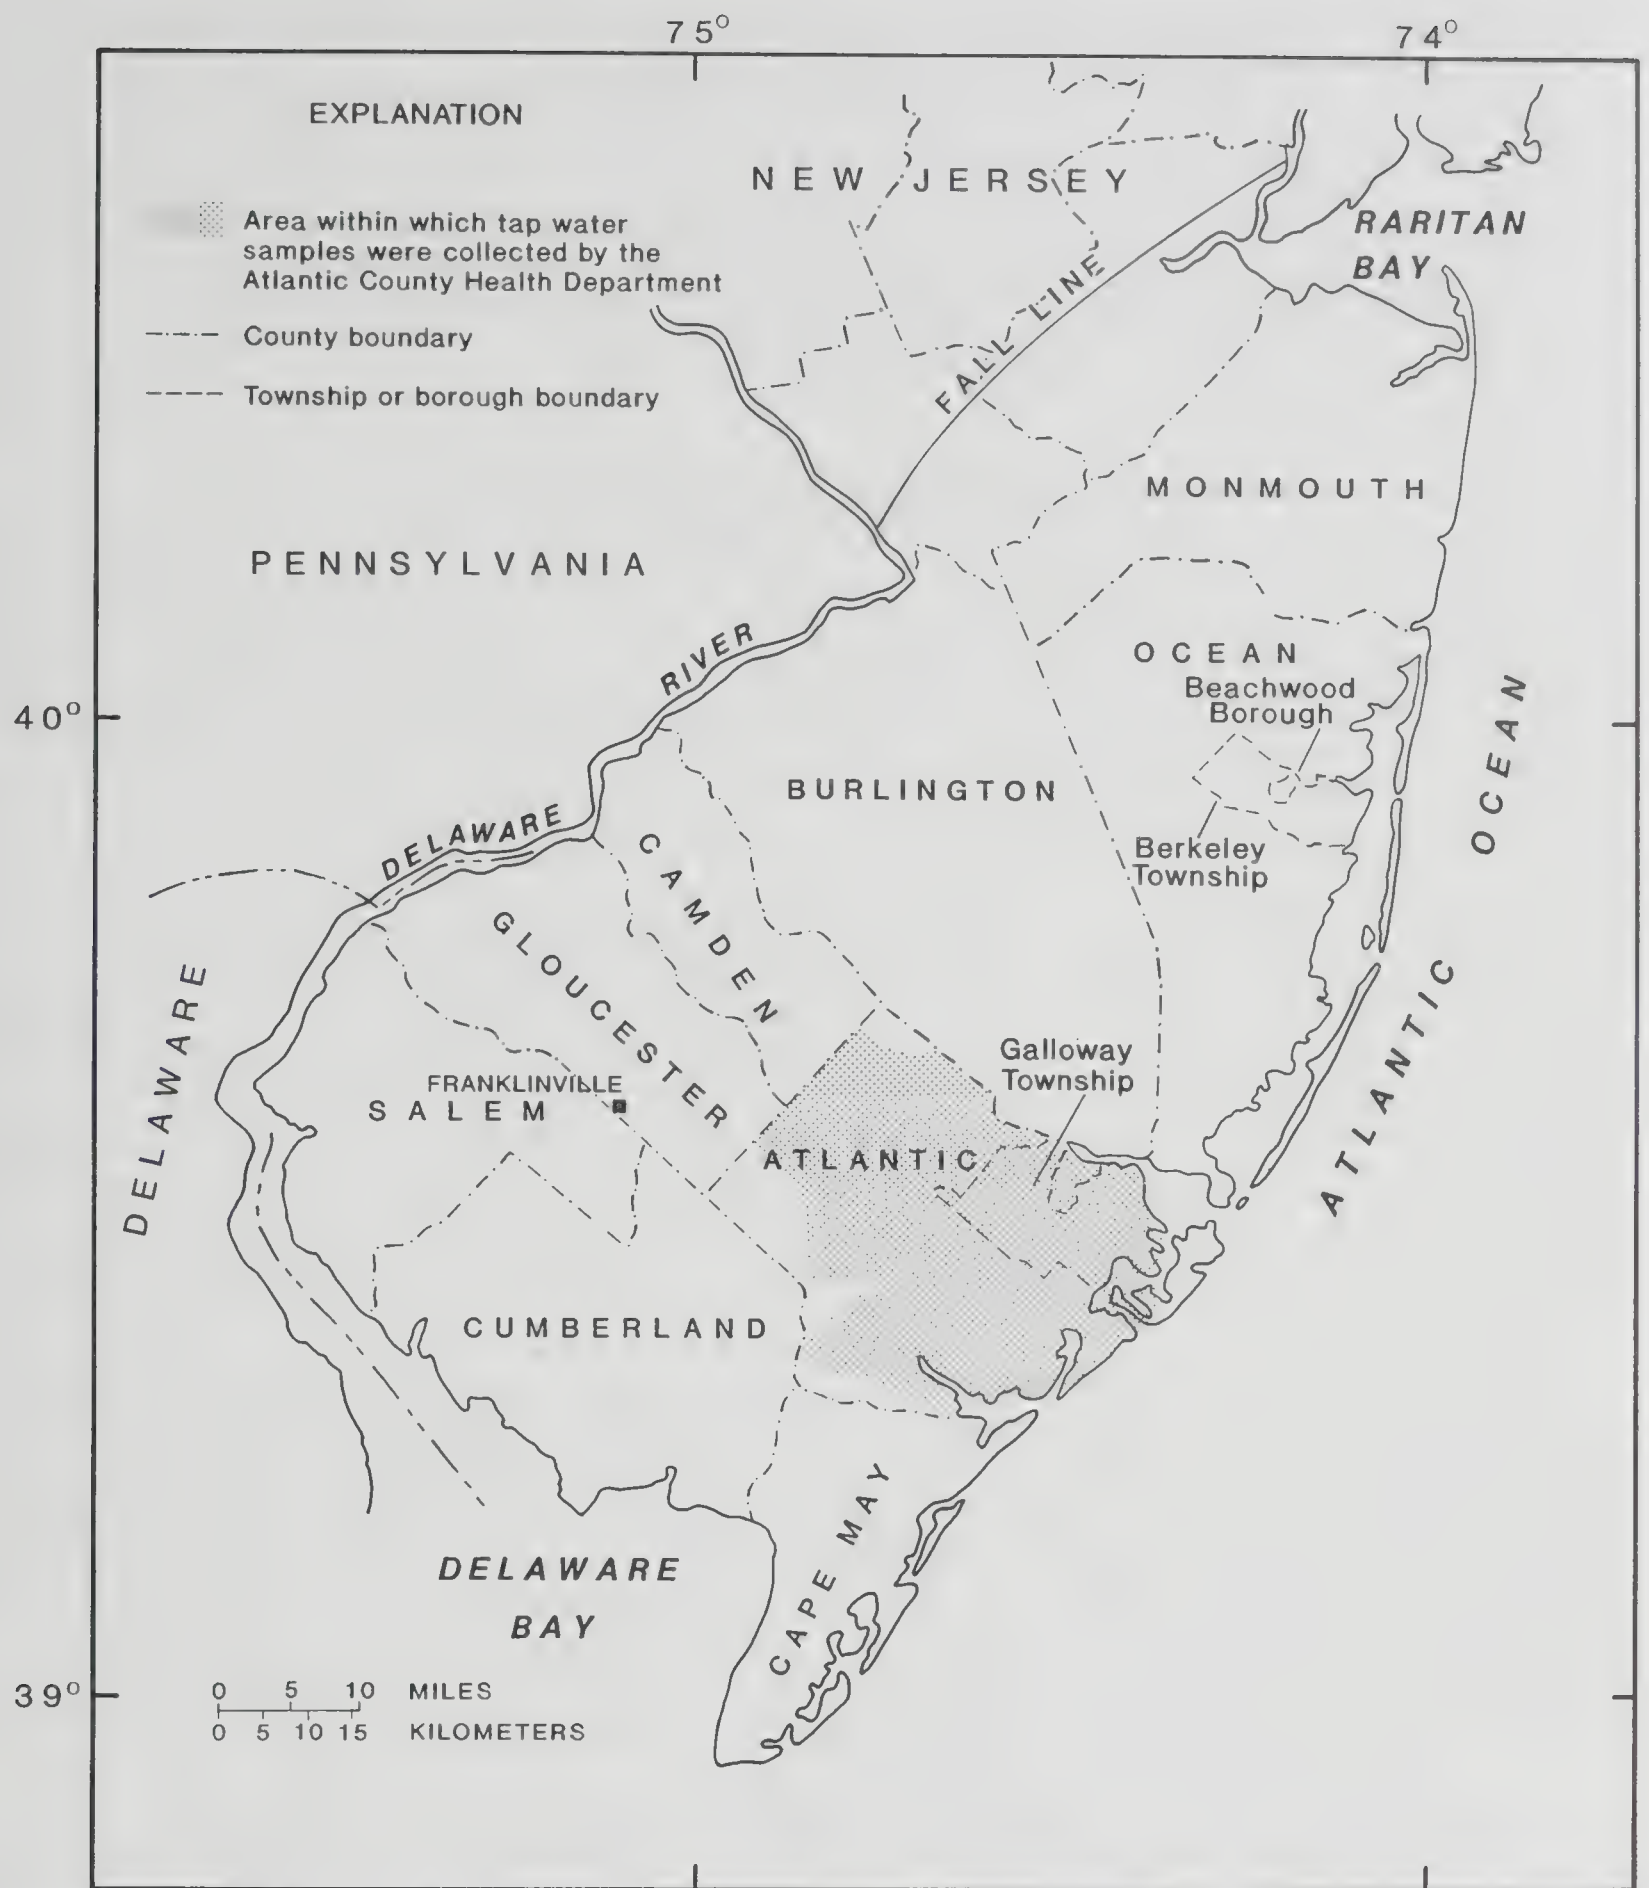 75°
74°
EXPLANATION
Area within which tap water
samples were collected by the
Atlantic County Health Department
County boundary
Township or borough boundary
NEW JERSEY
RARITAN
BAY
FALL LINE
MONMOUTH
PENNSYLVANIA
RIVER
OCEAN
Beachwood
Borough
40°
BURLINGTON
OCEAN
DELAWARE
CAMDEN
Berkeley
Township
GLOUCESTER
DELAWARE
ATLANTIC
Galloway
Township
FRANKLINVILLE
SALEM
ATLANTIC
CUMBERLAND
CAPE MAY
DELAWARE
BAY
39°
0 5 10 MILES
0 5 10 15 KILOMETERS